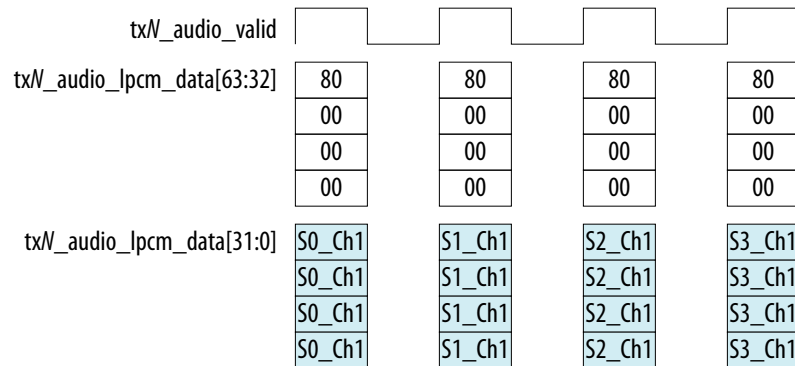 txN_audio_valid
txN_audio_lpcm_data[63:32] 80 80 80 80
00 00 00 00
00 00 00 00
00 00 00 00
txN_audio_lpcm_data[31:0] S0_Ch1 S1_Ch1 S2_Ch1 S3_Ch1
S0_Ch1 S1_Ch1 S2_Ch1 S3_Ch1
S0_Ch1 S1_Ch1 S2_Ch1 S3_Ch1
S0_Ch1 S1_Ch1 S2_Ch1 S3_Ch1